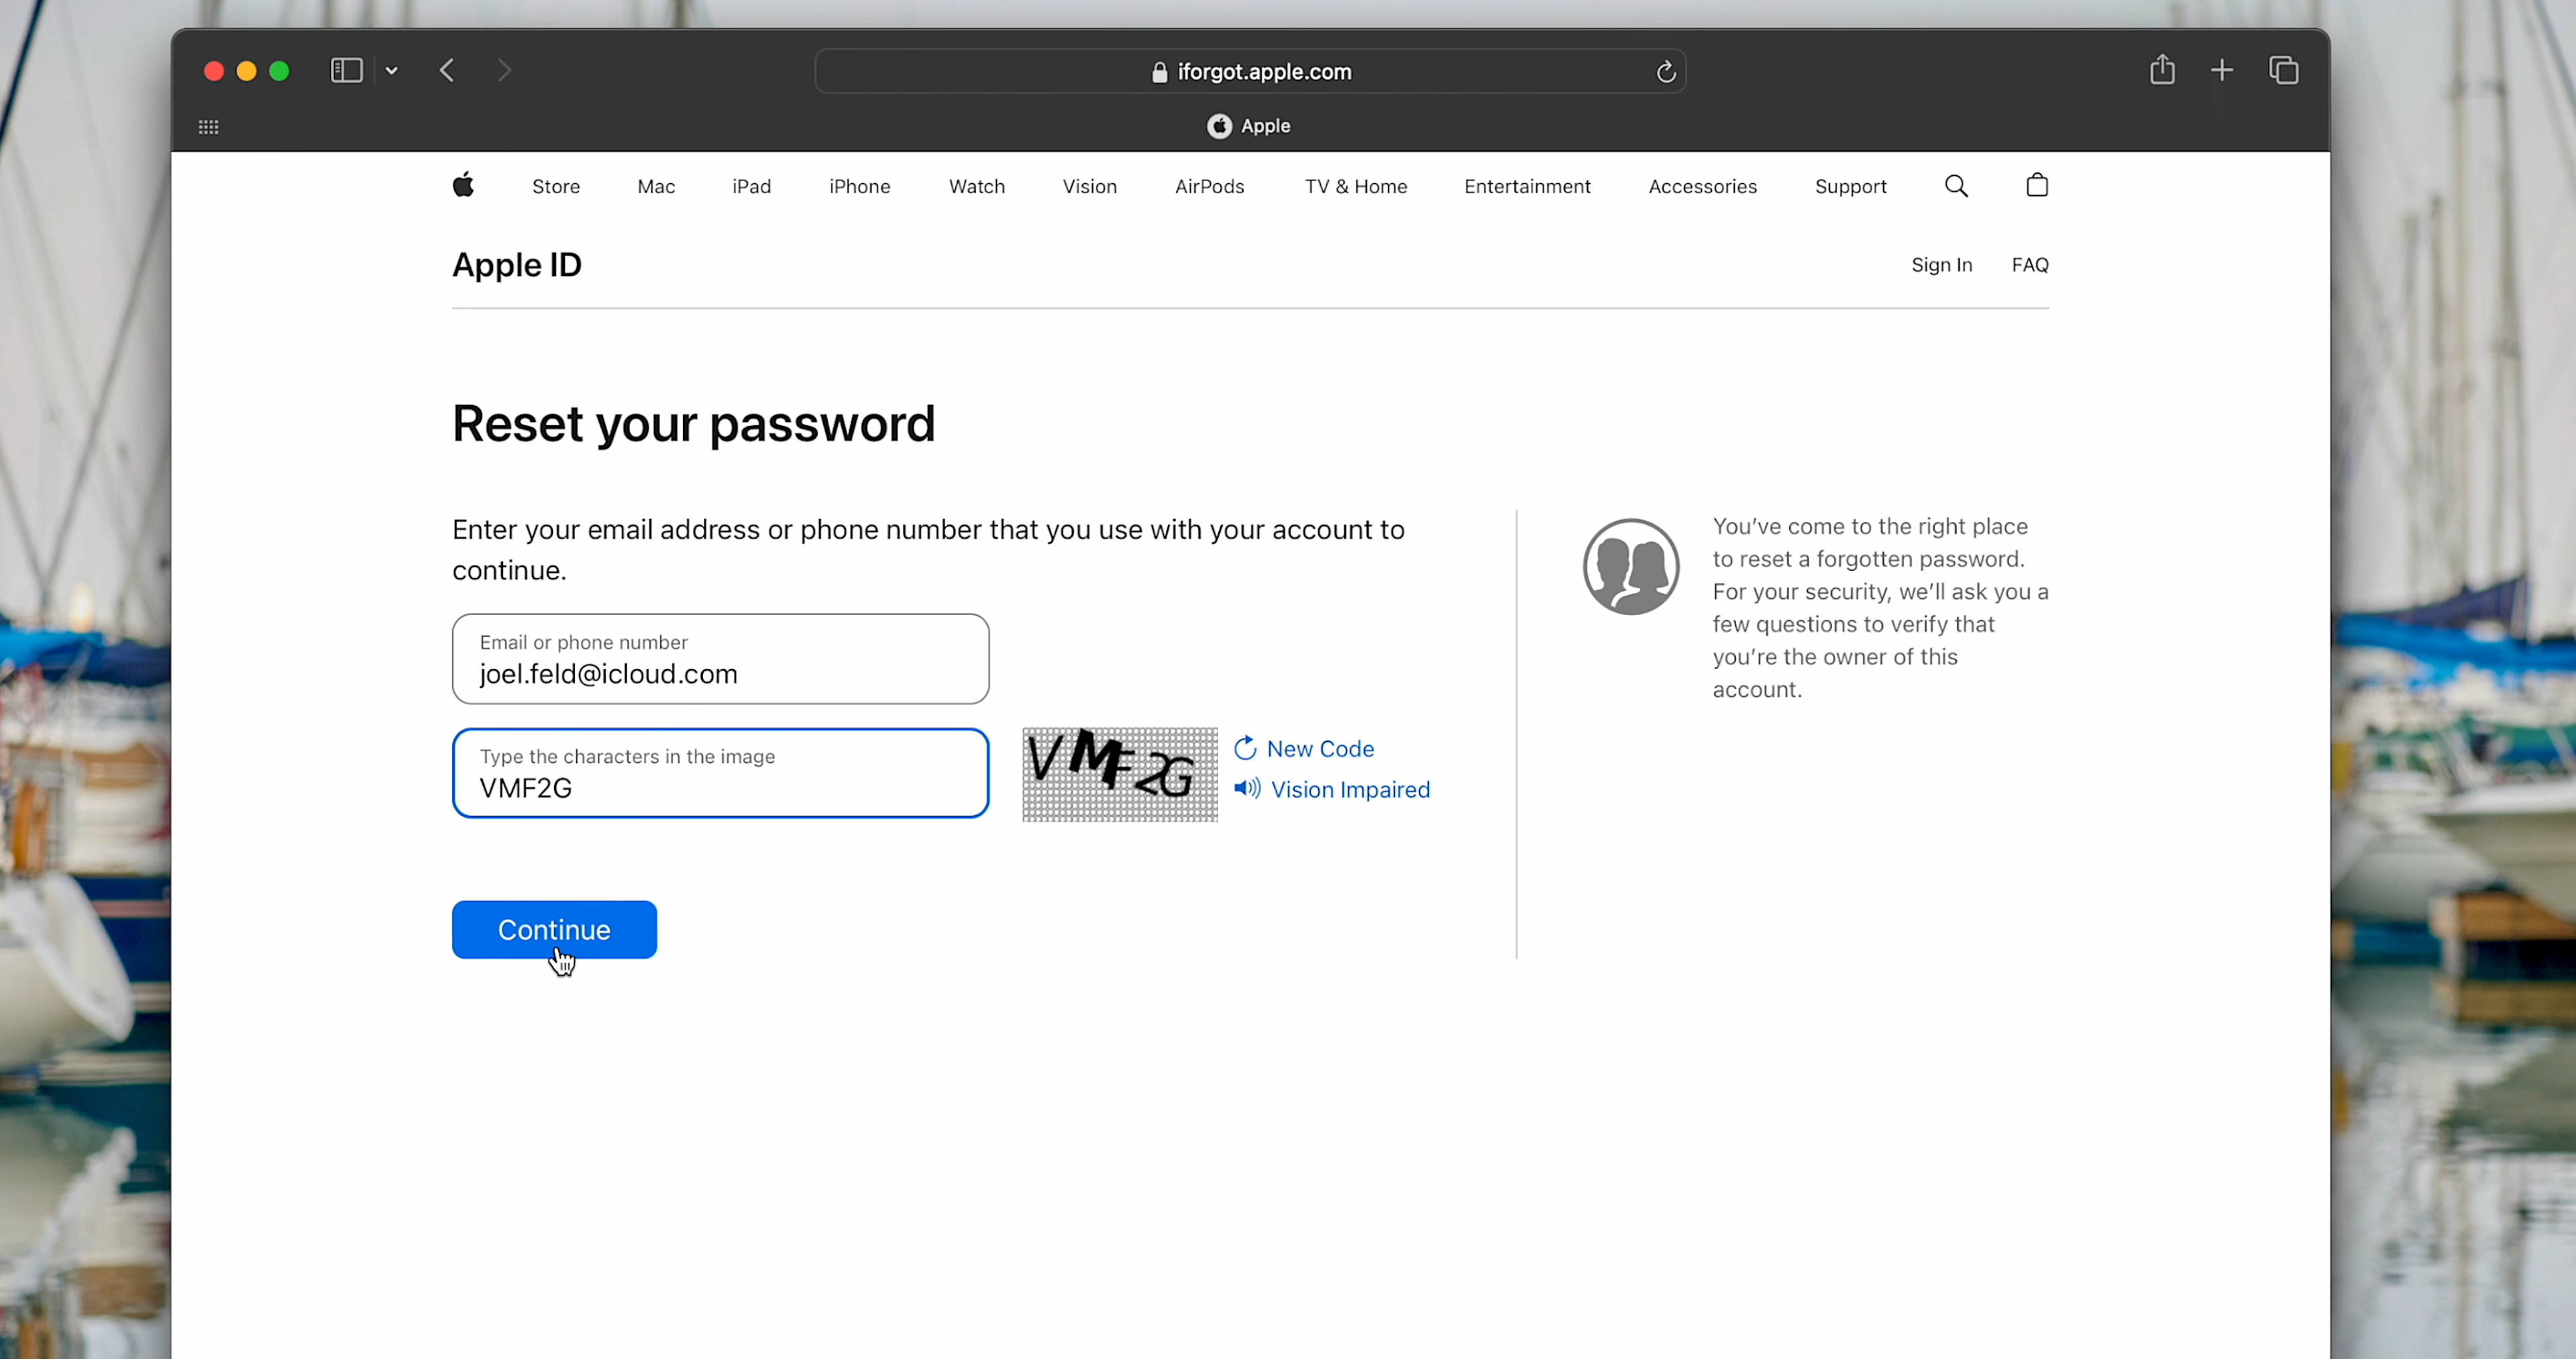 iforgot.apple.com
Apple
Store Mac iPad iPhone Watch Vision AirPods TV & Home Entertainment Accessories Support
Apple ID
Sign In FAQ
Reset your password
Enter your email address or phone number that you use with your account to
continue.
Email or phone number
joel.feld@icloud.com
Type the characters in the image
VMF2G
VMF2G
New Code
Vision Impaired
Continue
You've come to the right place
to reset a forgotten password.
For your security, we'll ask you a
few questions to verify that
you're the owner of this
account.